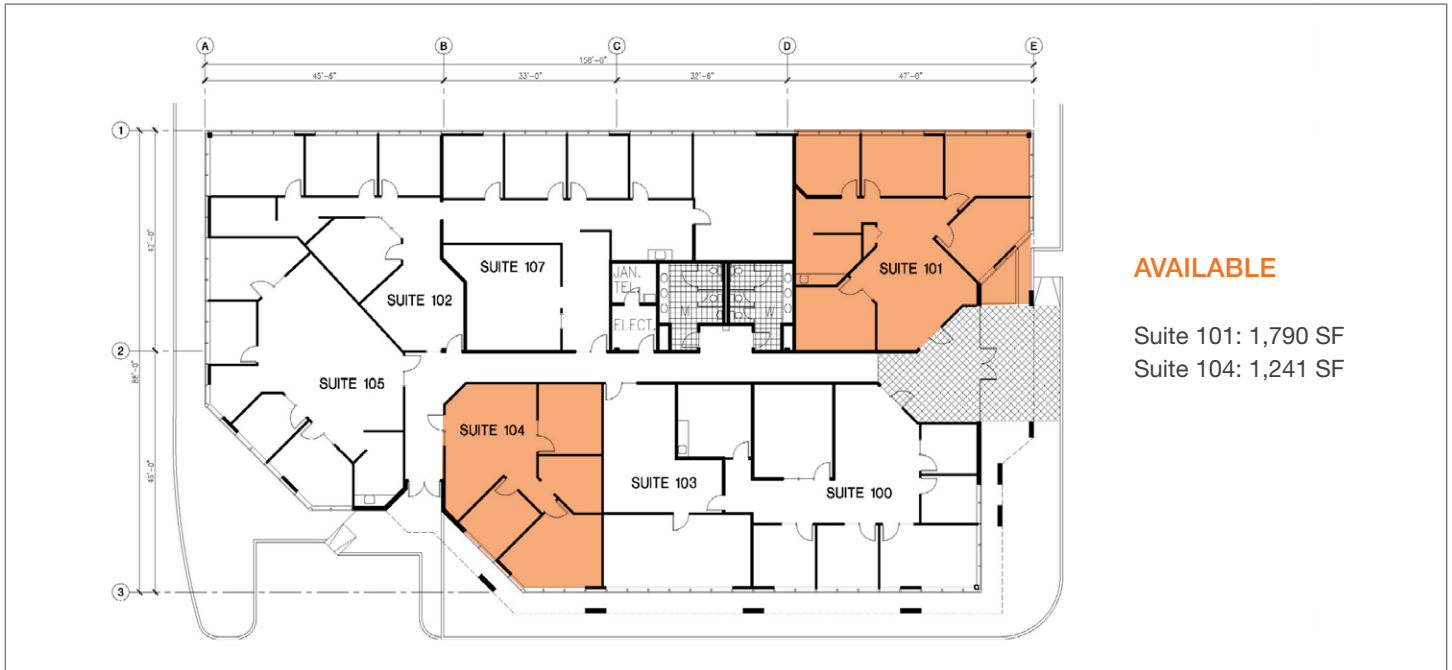 A B C D E
158'-0"
45'-6" 33'-0" 32'-6" 47'-0"
1
42'-0"
SUITE 107
SUITE 101
JAN.
TEL.
SUITE 102
M W
ELECT.
2
88'-0"
SUITE 105
SUITE 104
45'-0"
SUITE 103
SUITE 100
3
AVAILABLE
Suite 101: 1,790 SF
Suite 104: 1,241 SF